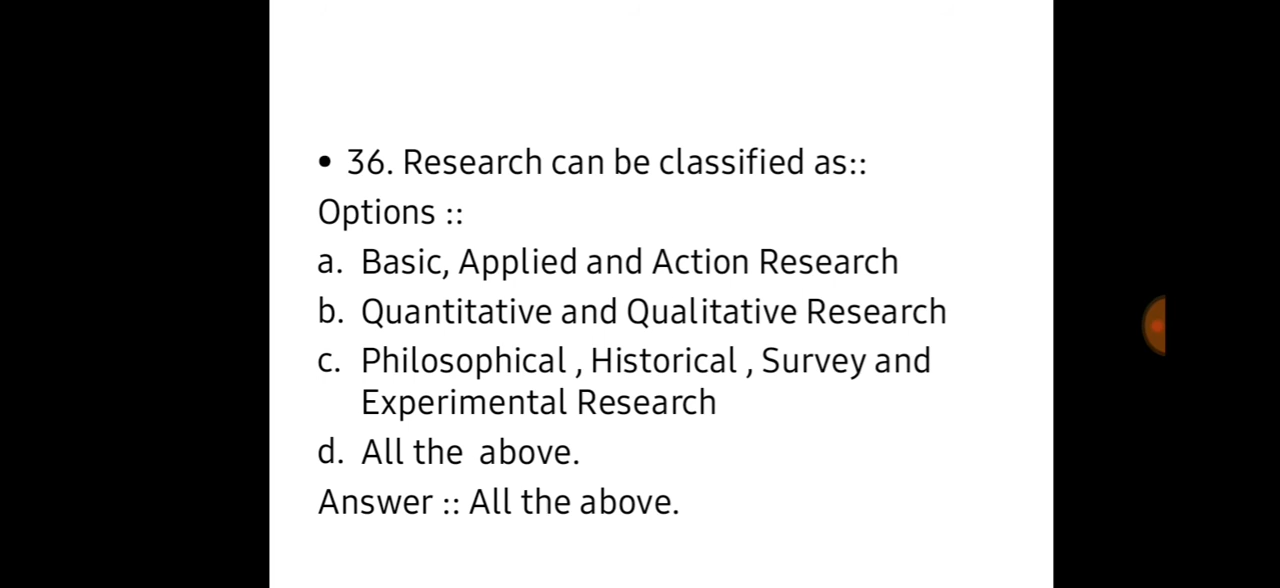 • 36. Research can be classified as::
Options ::
a. Basic, Applied and Action Research
b. Quantitative and Qualitative Research
c. Philosophical , Historical , Survey and
Experimental Research
d. All the above.
Answer :: All the above.